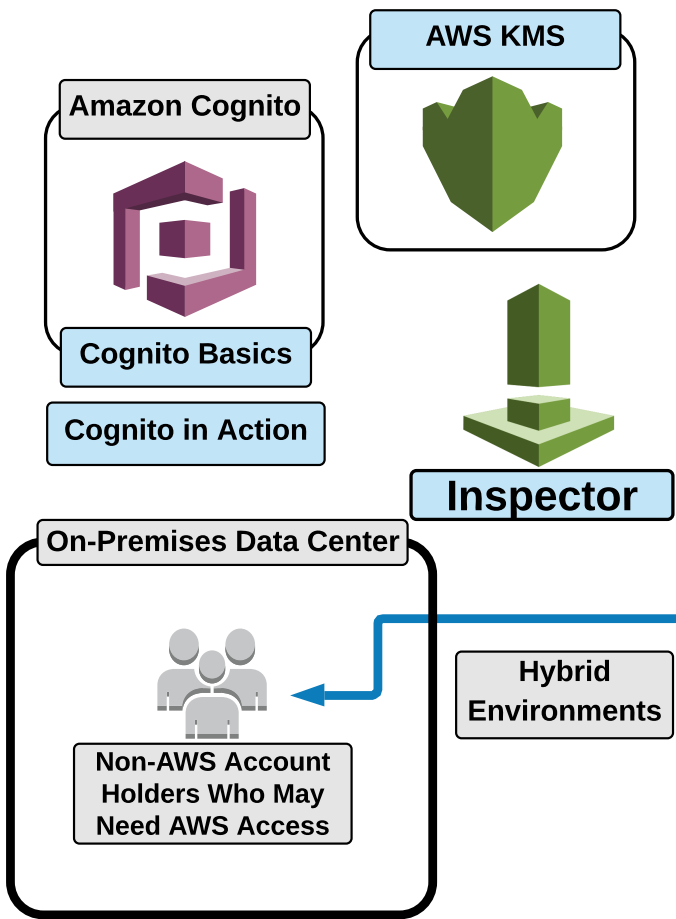 AWS KMS
Amazon Cognito
Cognito Basics
Cognito in Action
Inspector
On-Premises Data Center
Hybrid
Environments
Non-AWS Account
Holders Who May
Need AWS Access